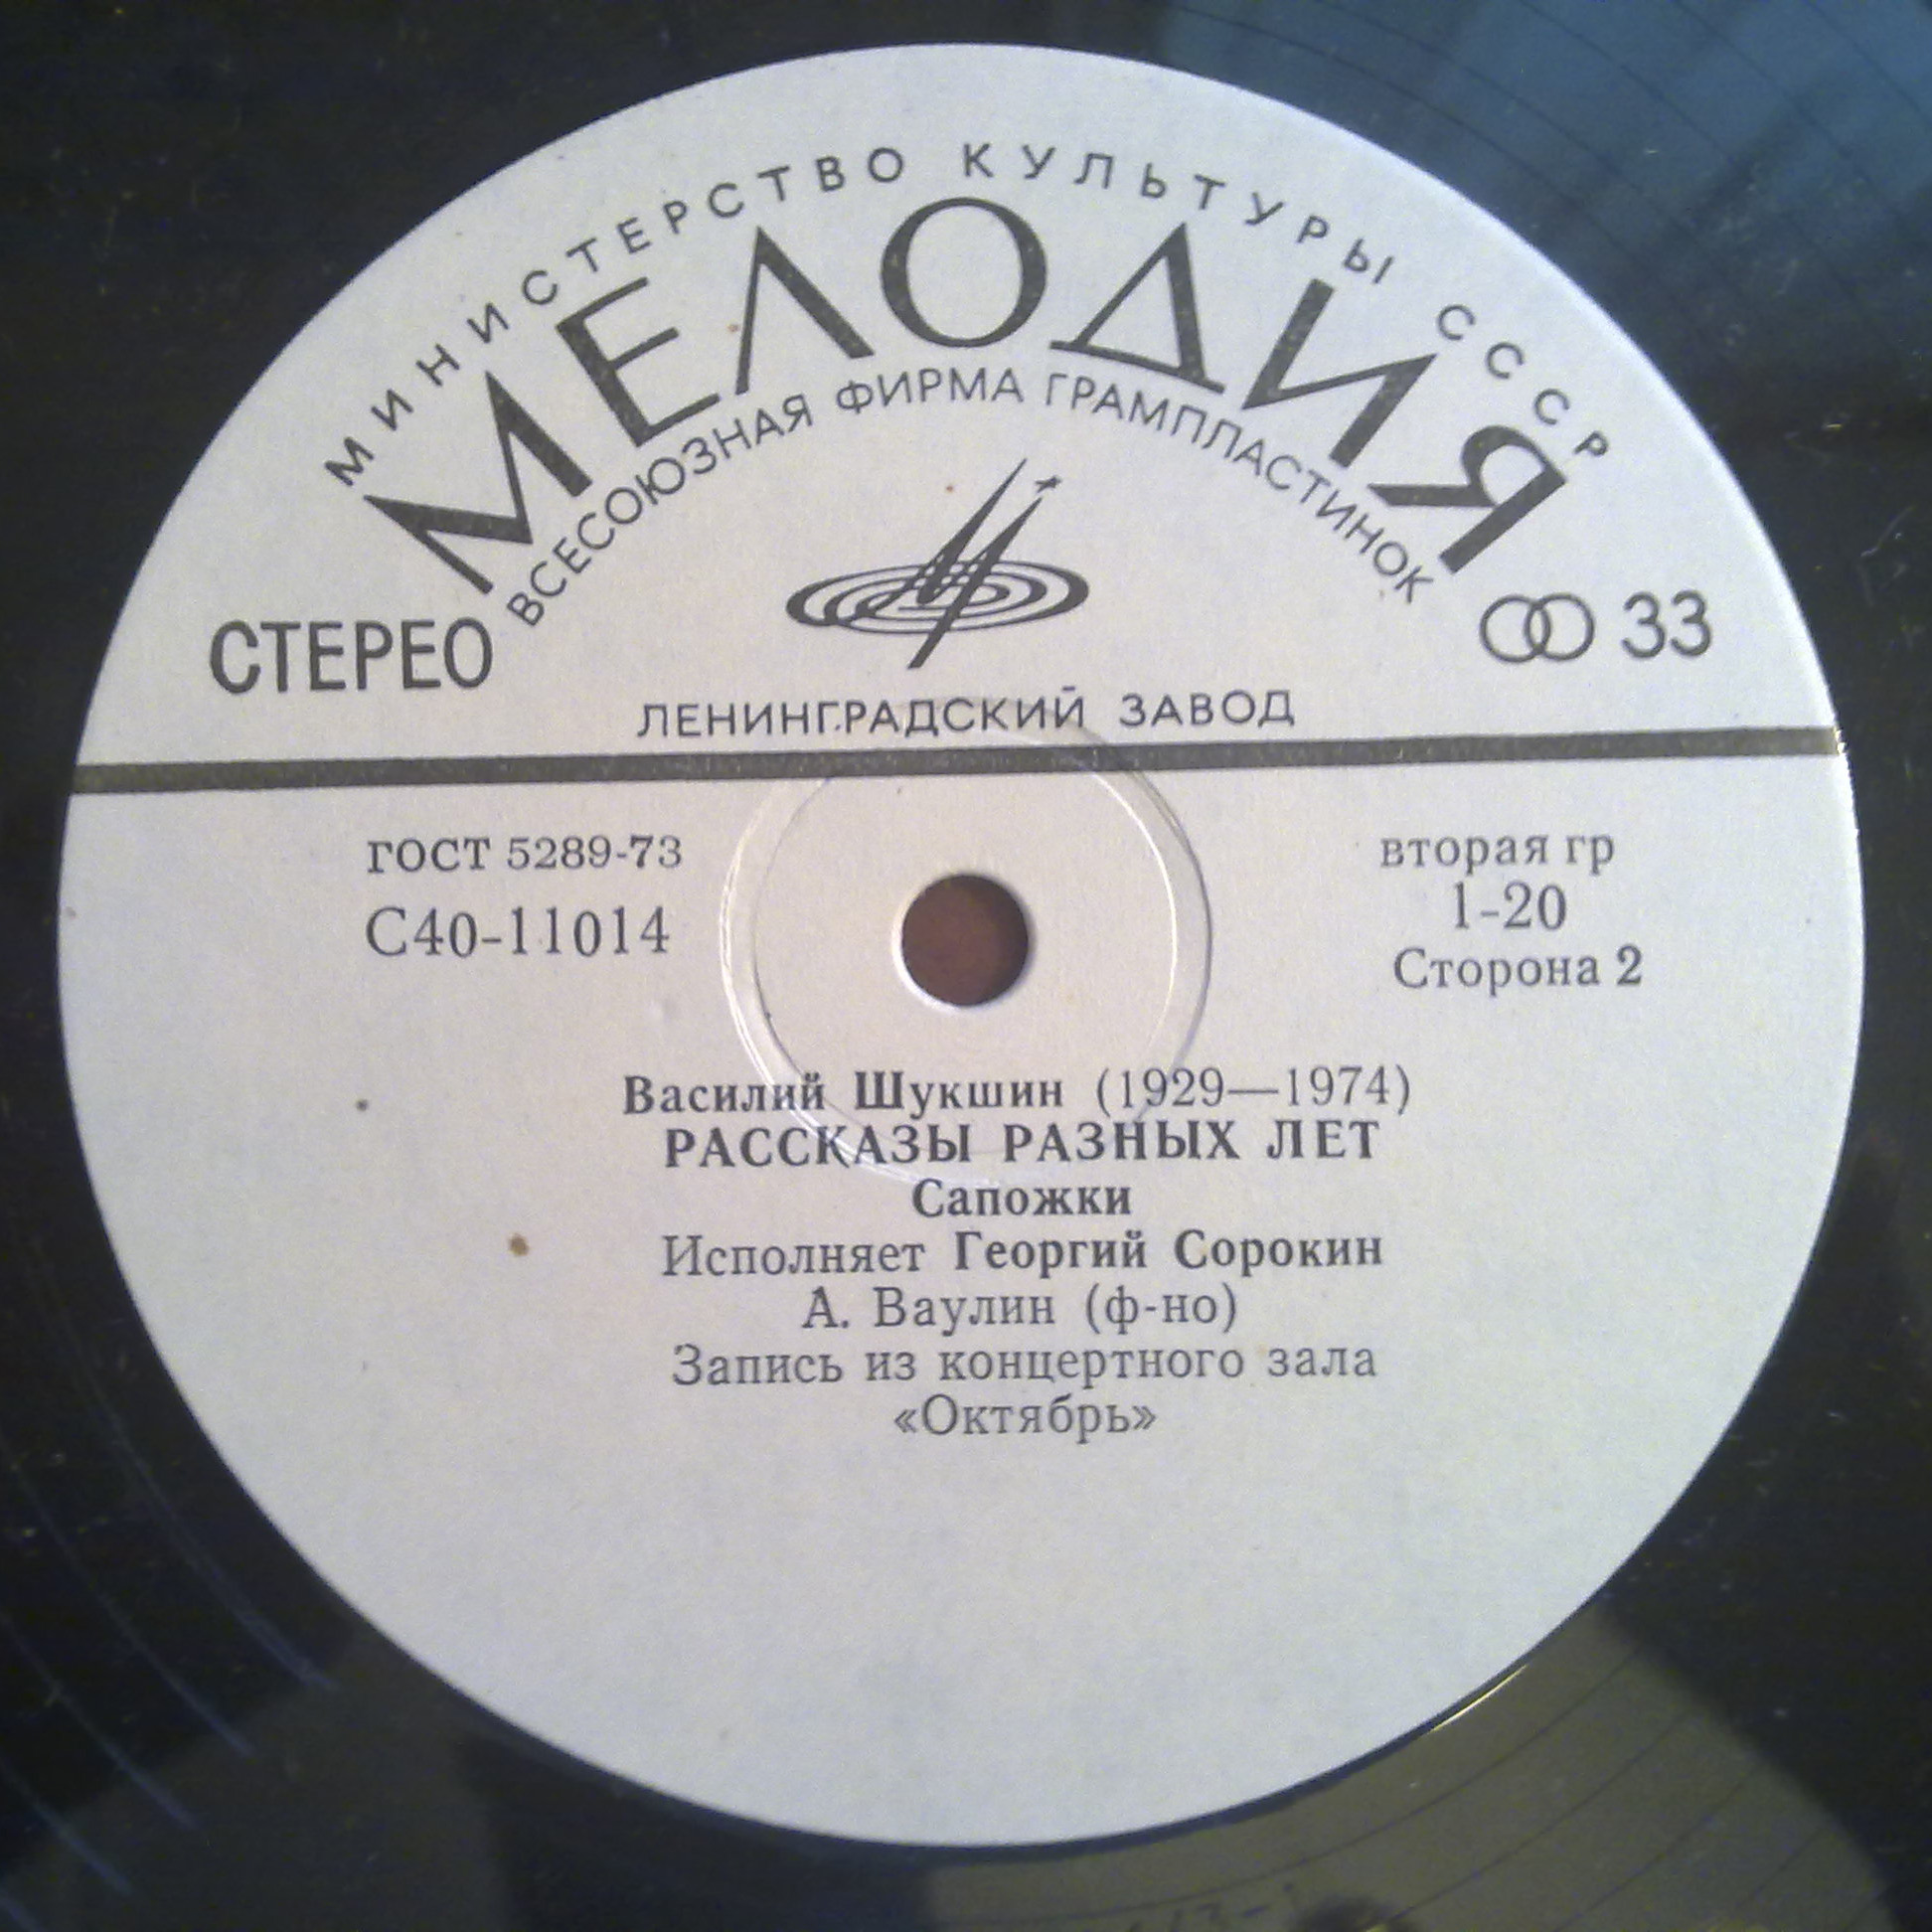 МИНИСТЕРСТВО КУЛЬТУРЫ СССР
МЕЛОДИЯ
ВСЕСОЮЗНАЯ ФИРМА ГРАМПЛАСТИНОК
СТЕРЕО
33
ЛЕНИНГРАДСКИЙ ЗАВОД
ГОСТ 5289-73
С40-11014
вторая гр
1-20
Сторона 2
Василий Шукшин (1929—1974)
РАССКАЗЫ РАЗНЫХ ЛЕТ
Сапожки
Исполняет Георгий Сорокин
А. Ваулин (ф-но)
Запись из концертного зала
«Октябрь»